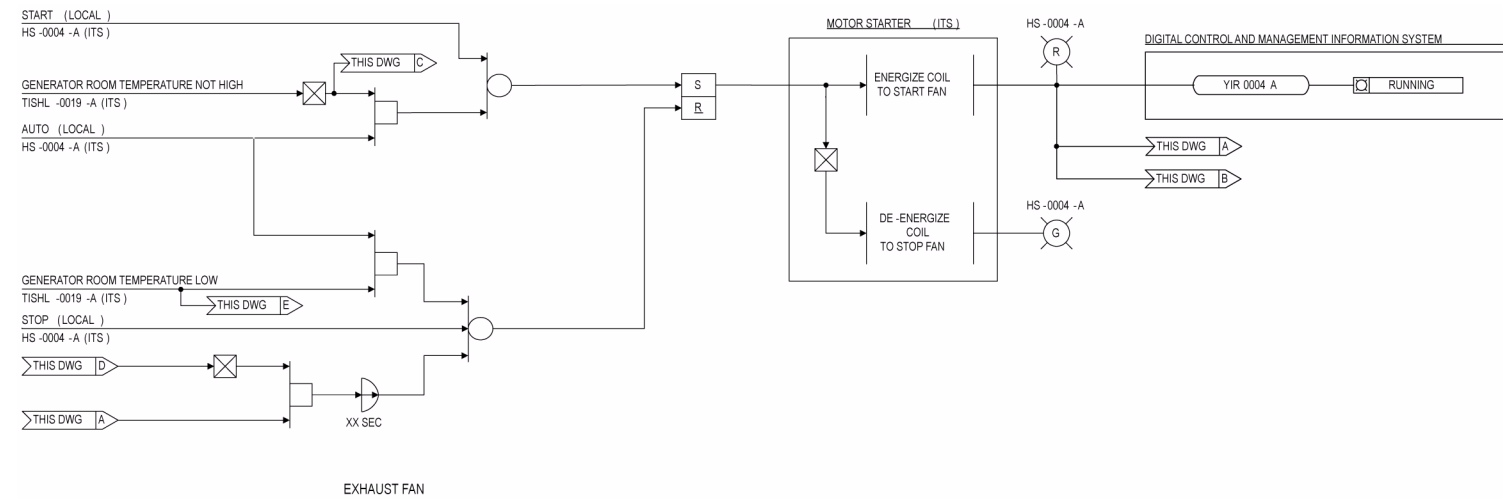 START (LOCAL )
HS -0004 -A (ITS )
THIS DWG C
GENERATOR ROOM TEMPERATURE NOT HIGH
TISHL -0019 -A (ITS )
AUTO (LOCAL )
HS -0004 -A (ITS )
GENERATOR ROOM TEMPERATURE LOW
TISHL -0019 -A (ITS )
THIS DWG E
STOP (LOCAL )
HS -0004 -A (ITS )
THIS DWG D
THIS DWG A
XX SEC
S
R
MOTOR STARTER (ITS )
ENERGIZE COIL
TO START FAN
DE -ENERGIZE
COIL
TO STOP FAN
HS -0004 -A
R
HS -0004 -A
G
DIGITAL CONTROL AND MANAGEMENT INFORMATION SYSTEM
YIR 0004 A
RUNNING
THIS DWG A
THIS DWG B
EXHAUST FAN